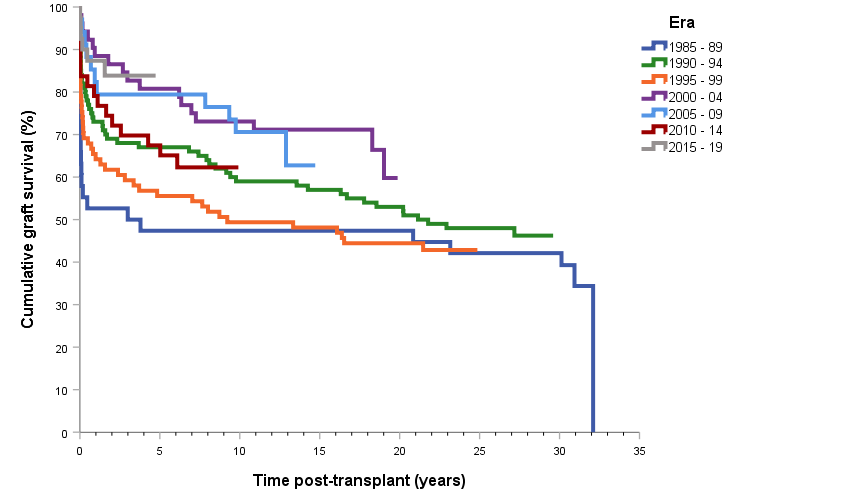 Cumulative graft survival (%)
100
90
80
70
60
50
40
30
20
10
0
0 5 10 15 20 25 30 35
Time post-transplant (years)
Era
1985 - 89
1990 - 94
1995 - 99
2000 - 04
2005 - 09
2010 - 14
2015 - 19